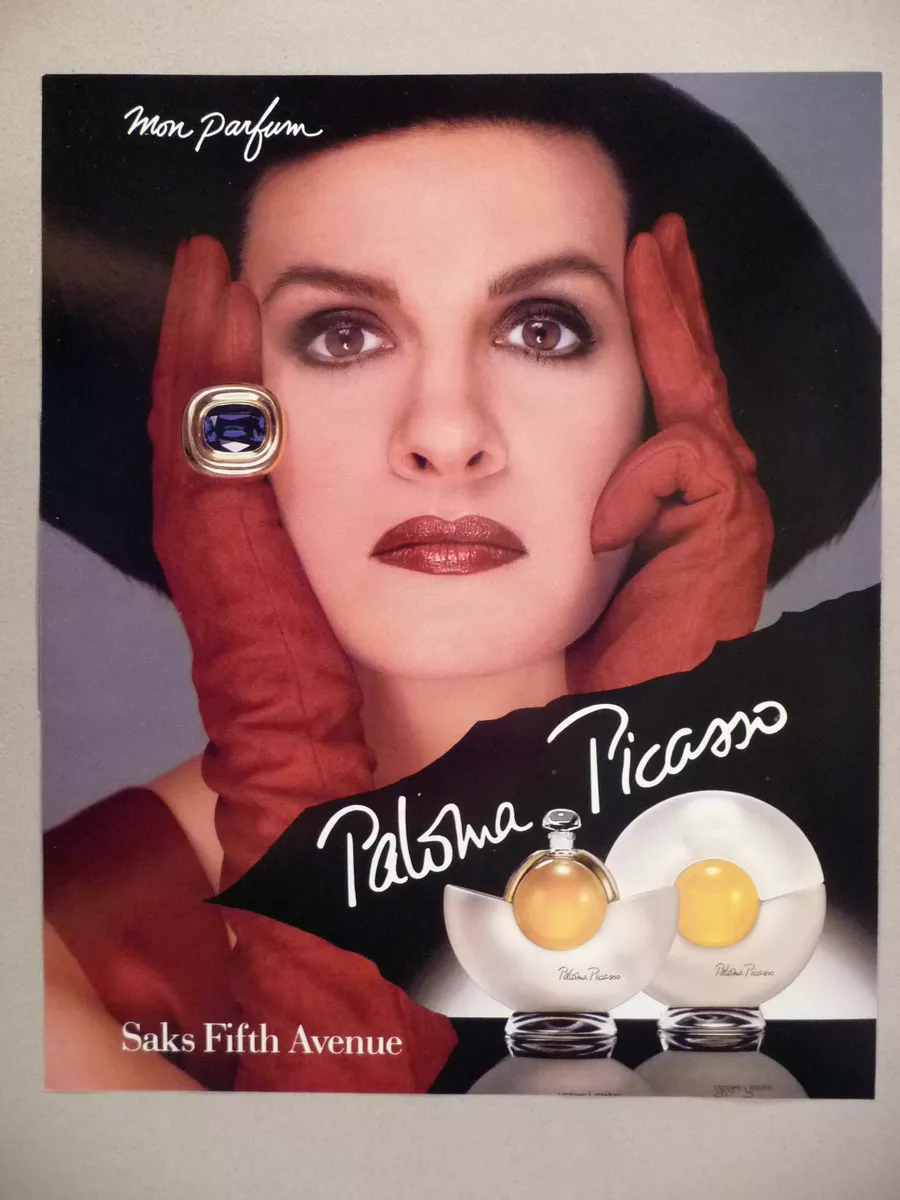 Mon parfum
Paloma Picasso
Paloma Picasso
Paloma Picasso
Saks Fifth Avenue